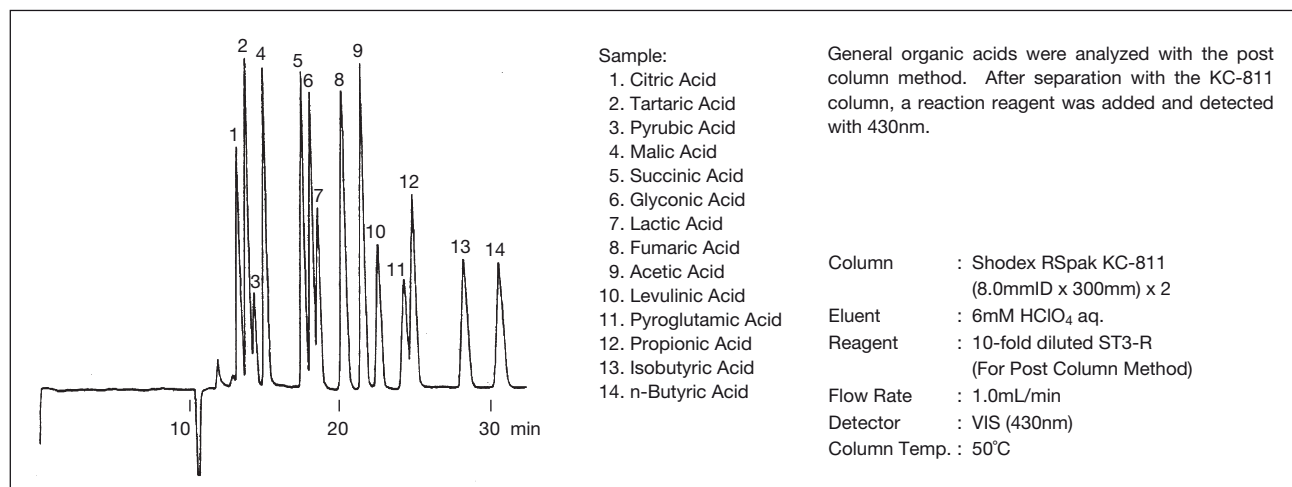 1
2
3
4
5
6
7
8
9
10
11
12
13
14
10
20
30 min
Sample:
1. Citric Acid
2. Tartaric Acid
3. Pyrubic Acid
4. Malic Acid
5. Succinic Acid
6. Glyconic Acid
7. Lactic Acid
8. Fumaric Acid
9. Acetic Acid
10. Levulinic Acid
11. Pyroglutamic Acid
12. Propionic Acid
13. Isobutyric Acid
14. n-Butyric Acid
General organic acids were analyzed with the post
column method. After separation with the KC-811
column, a reaction reagent was added and detected
with 430nm.
Column : Shodex RSpak KC-811
(8.0mmID x 300mm) x 2
Eluent : 6mM HClO₄ aq.
Reagent : 10-fold diluted ST3-R
(For Post Column Method)
Flow Rate : 1.0mL/min
Detector : VIS (430nm)
Column Temp. : 50˚C